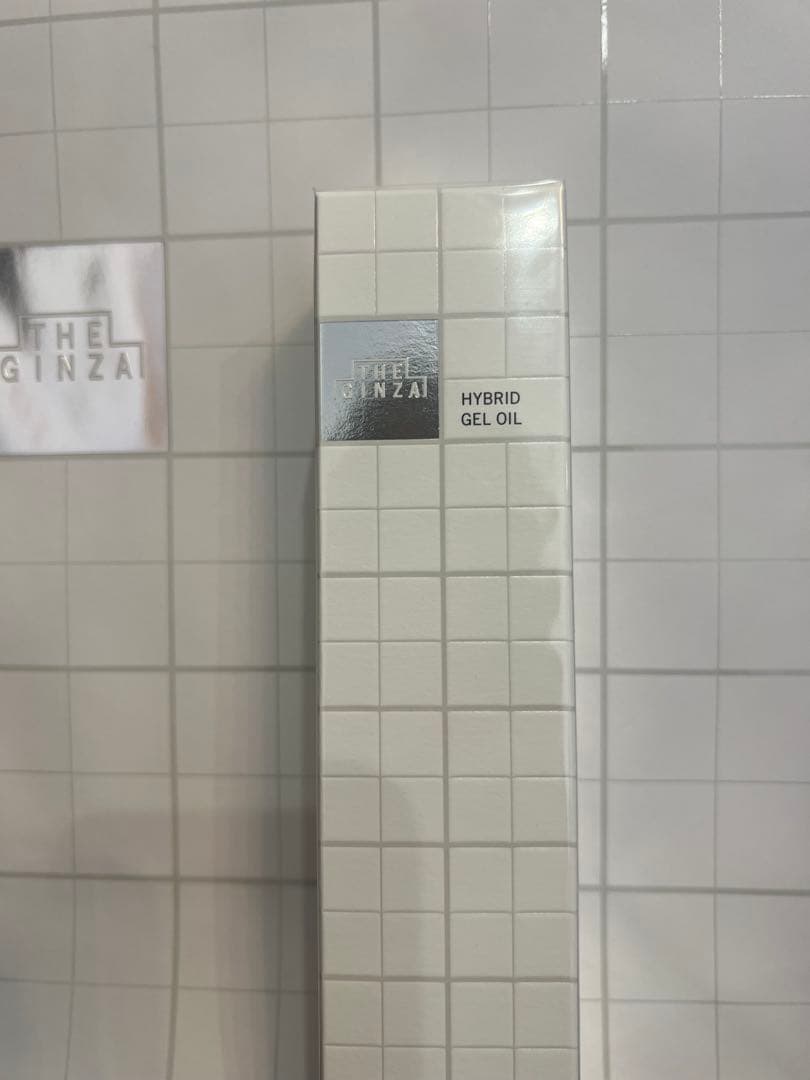 THE
GINZA
THE
GINZA
HYBRID
GEL OIL